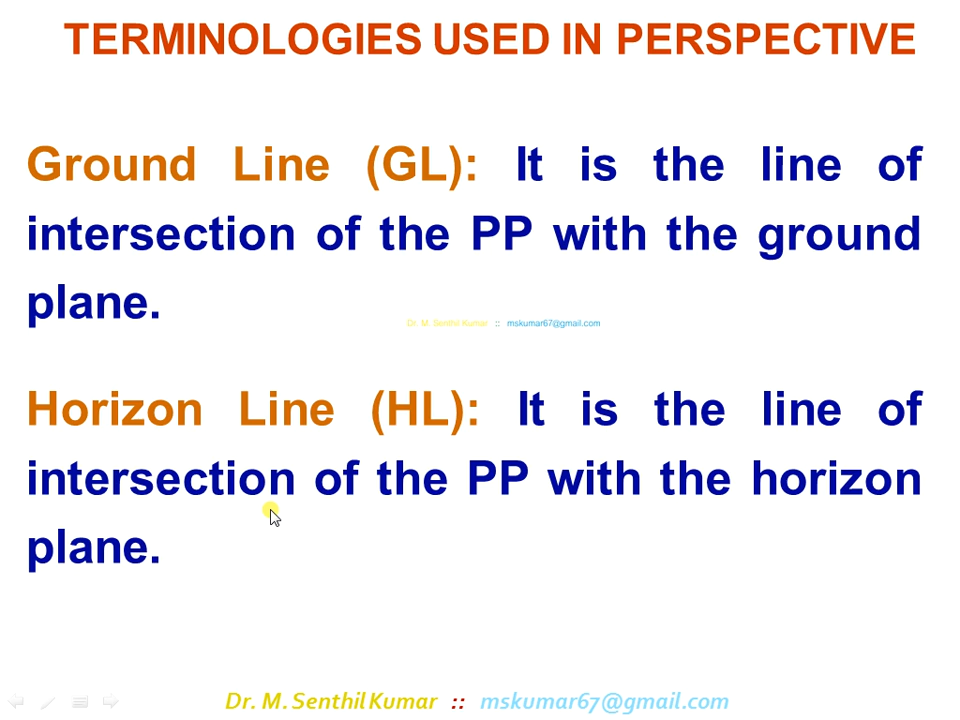 TERMINOLOGIES USED IN PERSPECTIVE
Ground Line (GL): It is the line of
intersection of the PP with the ground
plane.
Dr. M. Senthil Kumar :: mskumar67@gmail.com
Horizon Line (HL): It is the line of
intersection of the PP with the horizon
plane.
Dr. M. Senthil Kumar :: mskumar67@gmail.com